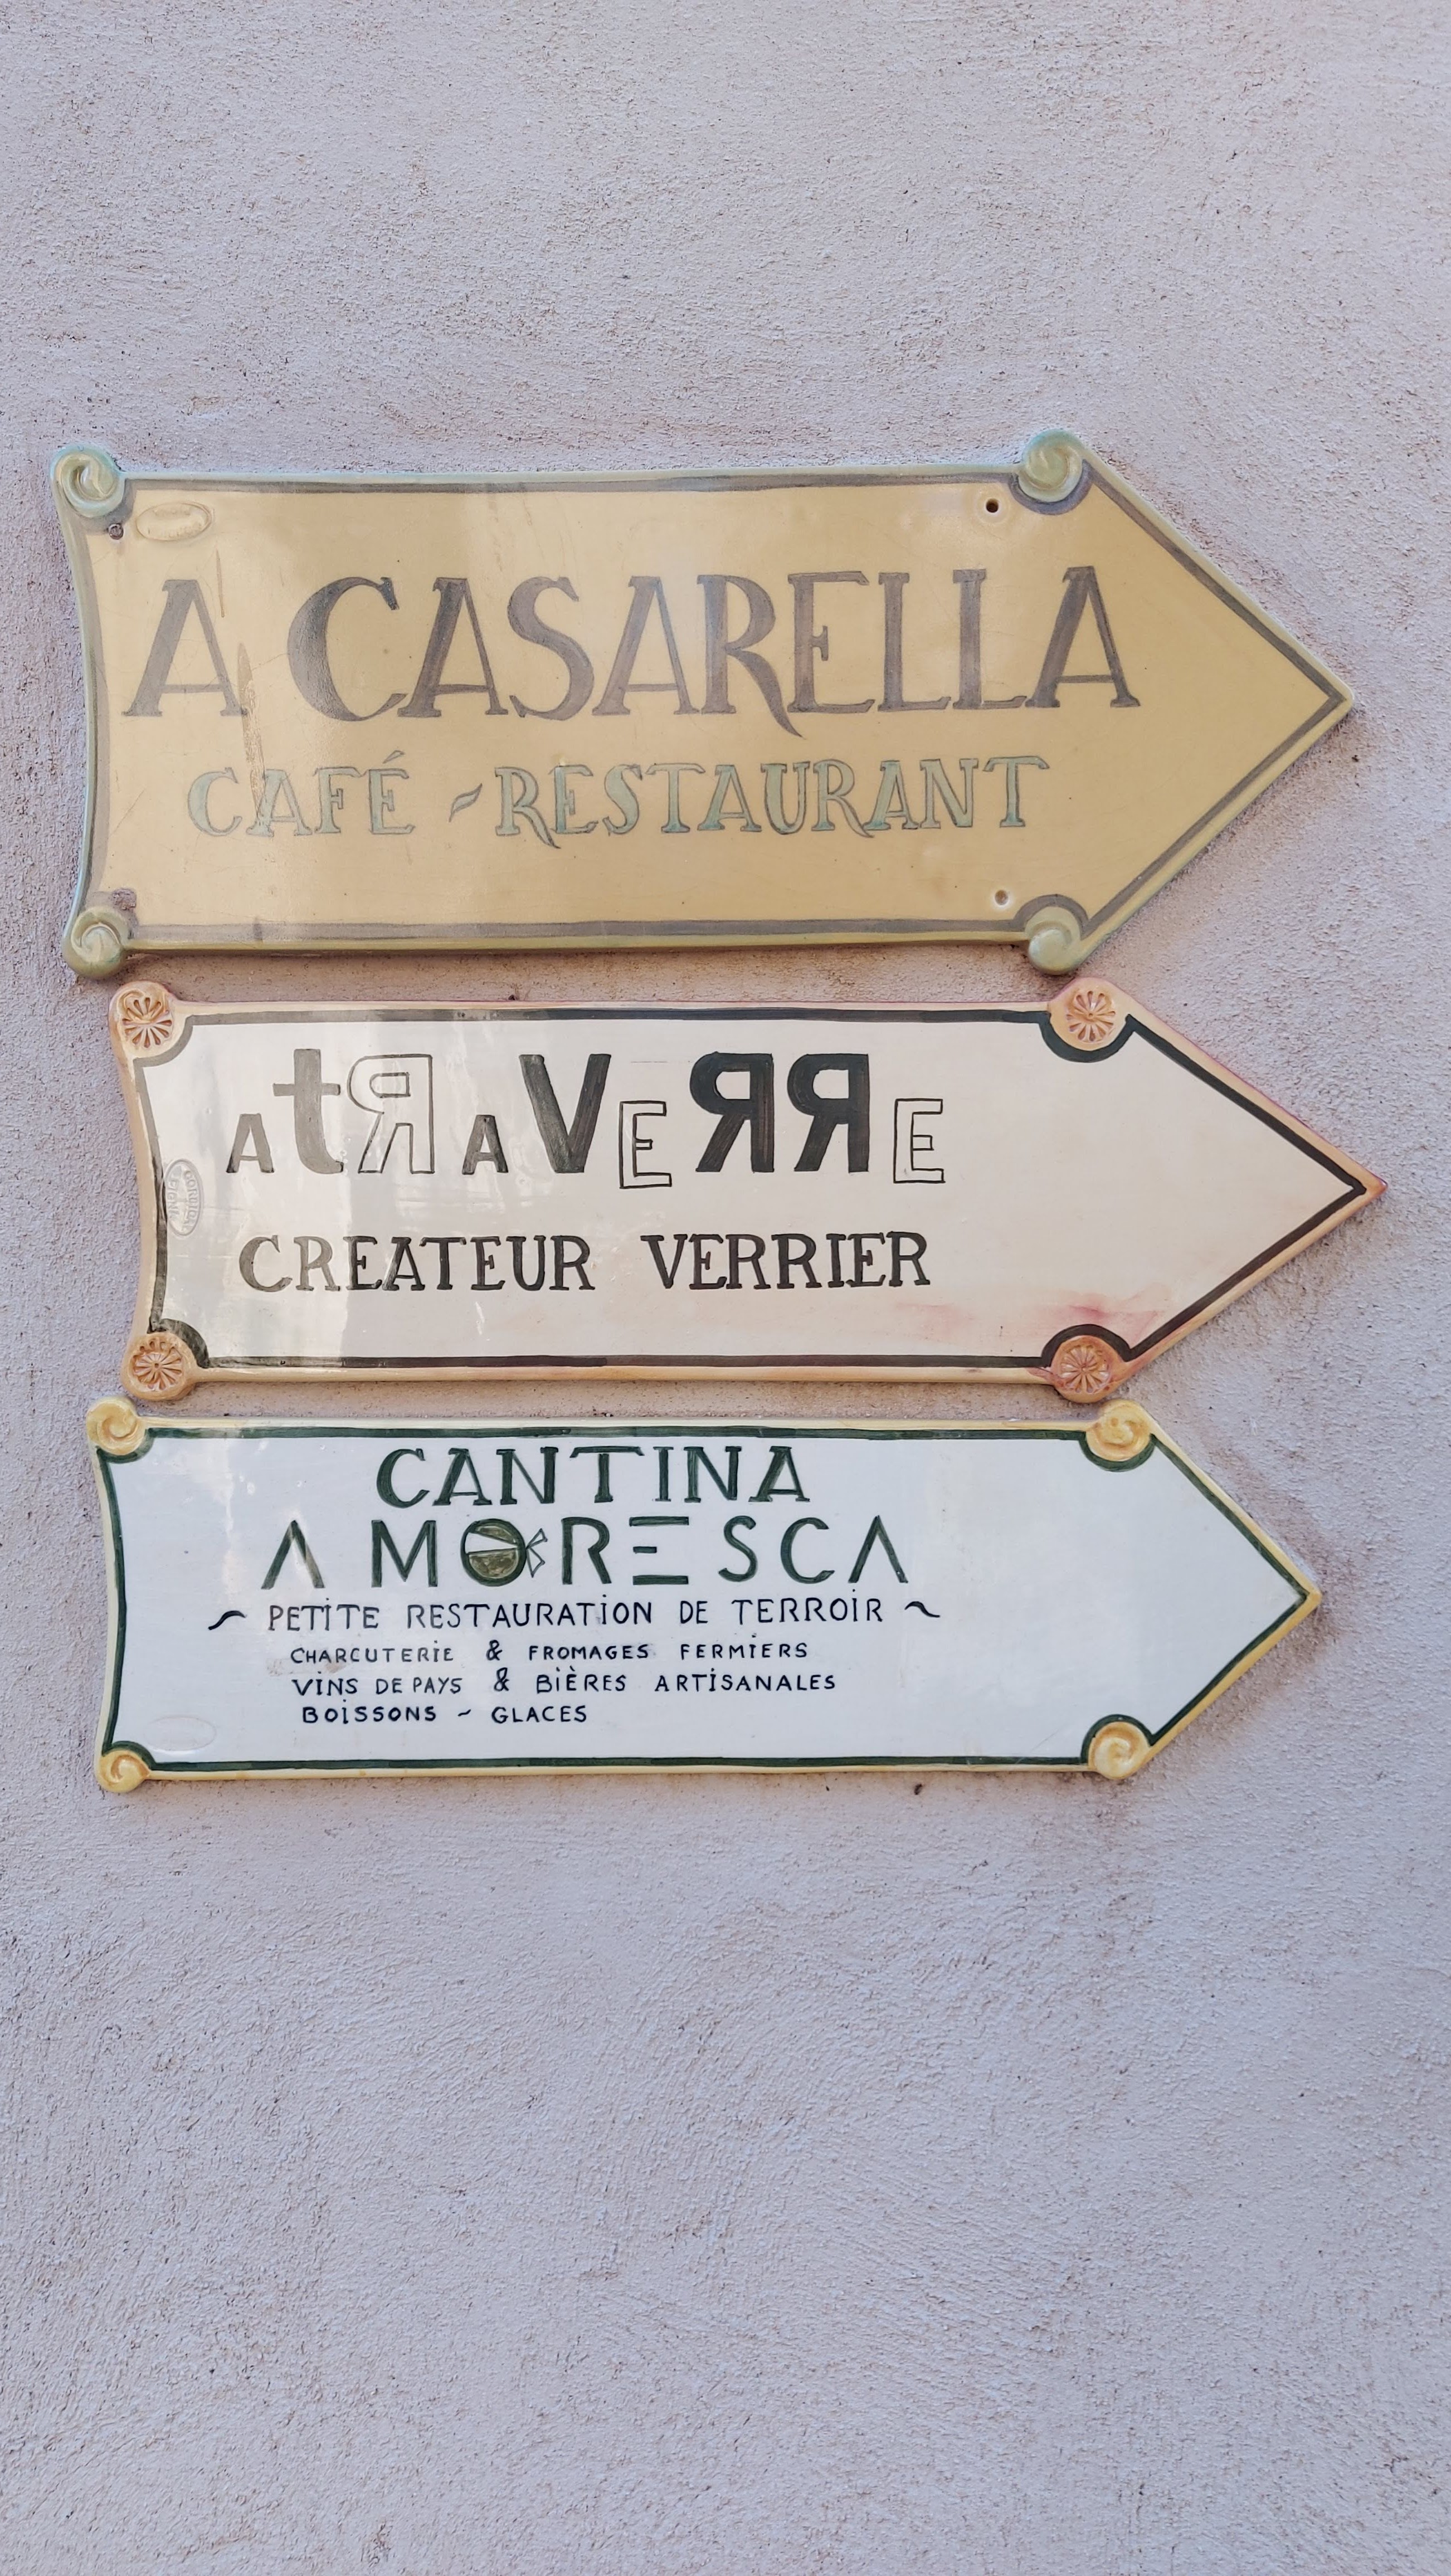 A CASARELLA
CAFÉ - RESTAURANT
AtRAVERRE
CREATEUR VERRIER
CANTINA
A MORESCA
~ PETITE RESTAURATION DE TERROIR ~
CHARCUTERIE & FROMAGES FERMIERS
VINS DE PAYS & BIÈRES ARTISANALES
BOISSONS ~ GLACES